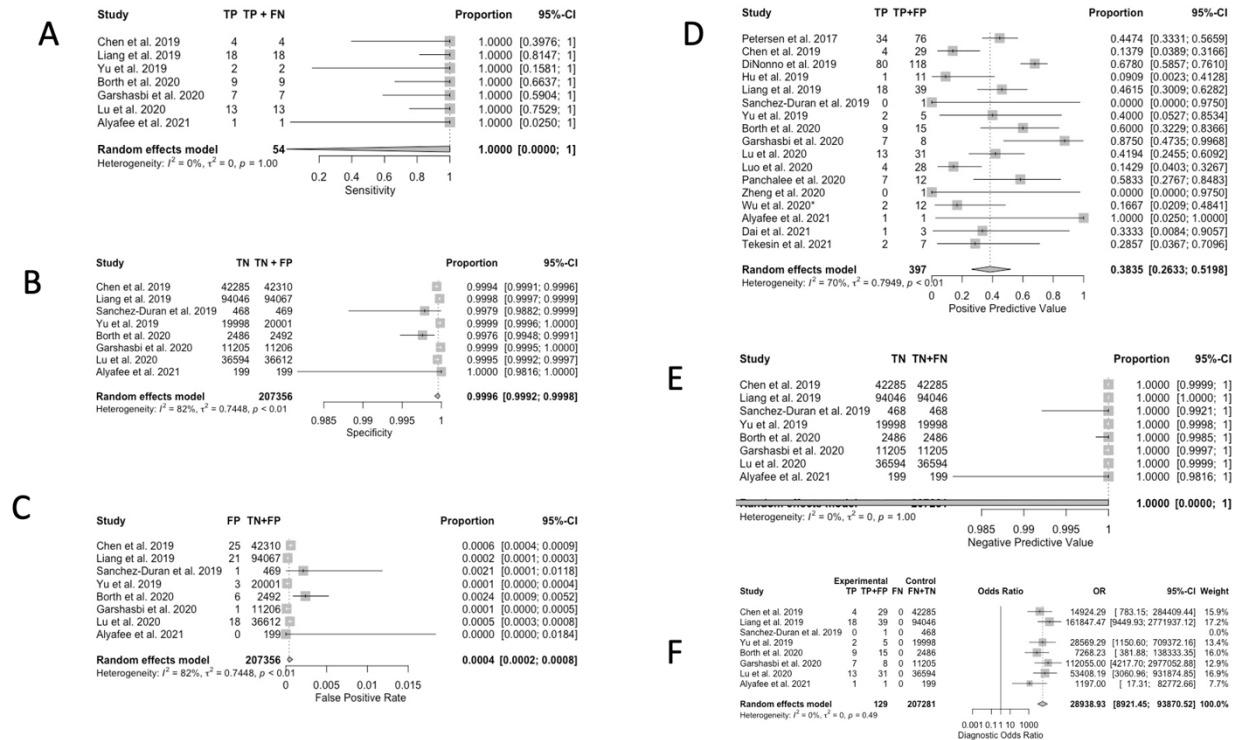 A
Study TP TP + FN Proportion 95%-CI
Chen et al. 2019 4 4 1.0000 [0.3976; 1]
Liang et al. 2019 18 18 1.0000 [0.8147; 1]
Yu et al. 2019 2 2 1.0000 [0.1581; 1]
Borth et al. 2020 9 9 1.0000 [0.6637; 1]
Garshasbi et al. 2020 7 7 1.0000 [0.5904; 1]
Lu et al. 2020 13 13 1.0000 [0.7529; 1]
Alyafee et al. 2021 1 1 1.0000 [0.0250; 1]
Random effects model 54 1.0000 [0.0000; 1]
Heterogeneity: I² = 0%, τ² = 0, p = 1.00
0.2 0.4 0.6 0.8 1
Sensitivity
B
Study TN TN + FP Proportion 95%-CI
Chen et al. 2019 42285 42310 0.9994 [0.9991; 0.9996]
Liang et al. 2019 94046 94067 0.9998 [0.9997; 0.9999]
Sanchez-Duran et al. 2019 468 469 0.9979 [0.9882; 0.9999]
Yu et al. 2019 19998 20001 0.9999 [0.9996; 1.0000]
Borth et al. 2020 2486 2492 0.9976 [0.9948; 0.9991]
Garshasbi et al. 2020 11205 11206 0.9999 [0.9995; 1.0000]
Lu et al. 2020 36594 36612 0.9995 [0.9992; 0.9997]
Alyafee et al. 2021 199 199 1.0000 [0.9816; 1.0000]
Random effects model 207356 0.9996 [0.9992; 0.9998]
Heterogeneity: I² = 82%, τ² = 0.7448, p < 0.01
0.985 0.99 0.995 1
Specificity
C
Study FP TN+FP Proportion 95%-CI
Chen et al. 2019 25 42310 0.0006 [0.0004; 0.0009]
Liang et al. 2019 21 94067 0.0002 [0.0001; 0.0003]
Sanchez-Duran et al. 2019 1 469 0.0021 [0.0001; 0.0118]
Yu et al. 2019 3 20001 0.0001 [0.0000; 0.0004]
Borth et al. 2020 6 2492 0.0024 [0.0009; 0.0052]
Garshasbi et al. 2020 1 11206 0.0001 [0.0000; 0.0005]
Lu et al. 2020 18 36612 0.0005 [0.0003; 0.0008]
Alyafee et al. 2021 0 199 0.0000 [0.0000; 0.0184]
Random effects model 207356 0.0004 [0.0002; 0.0008]
Heterogeneity: I² = 82%, τ² = 0.7448, p < 0.01
0 0.005 0.01 0.015
False Positive Rate
D
Study TP TP+FP Proportion 95%-CI
Petersen et al. 2017 34 76 0.4474 [0.3331; 0.5659]
Chen et al. 2019 4 29 0.1379 [0.0389; 0.3166]
DiNonno et al. 2019 80 118 0.6780 [0.5857; 0.7610]
Hu et al. 2019 1 11 0.0909 [0.0023; 0.4128]
Liang et al. 2019 18 39 0.4615 [0.3009; 0.6282]
Sanchez-Duran et al. 2019 0 1 0.0000 [0.0000; 0.9750]
Yu et al. 2019 2 5 0.4000 [0.0527; 0.8534]
Borth et al. 2020 9 15 0.6000 [0.3229; 0.8366]
Garshasbi et al. 2020 7 8 0.8750 [0.4735; 0.9968]
Lu et al. 2020 13 31 0.4194 [0.2455; 0.6092]
Luo et al. 2020 4 28 0.1429 [0.0403; 0.3267]
Panchalee et al. 2020 7 12 0.5833 [0.2767; 0.8483]
Zheng et al. 2020 0 1 0.0000 [0.0000; 0.9750]
Wu et al. 2020* 2 12 0.1667 [0.0209; 0.4841]
Alyafee et al. 2021 1 1 1.0000 [0.0250; 1.0000]
Dai et al. 2021 1 3 0.3333 [0.0084; 0.9057]
Tekesin et al. 2021 2 7 0.2857 [0.0367; 0.7096]
Random effects model 397 0.3835 [0.2633; 0.5198]
Heterogeneity: I² = 70%, τ² = 0.7949, p < 0.01
0 0.2 0.4 0.6 0.8 1
Positive Predictive Value
E
Study TN TN+FN Proportion 95%-CI
Chen et al. 2019 42285 42285 1.0000 [0.9999; 1]
Liang et al. 2019 94046 94046 1.0000 [1.0000; 1]
Sanchez-Duran et al. 2019 468 468 1.0000 [0.9921; 1]
Yu et al. 2019 19998 19998 1.0000 [0.9998; 1]
Borth et al. 2020 2486 2486 1.0000 [0.9985; 1]
Garshasbi et al. 2020 11205 11205 1.0000 [0.9997; 1]
Lu et al. 2020 36594 36594 1.0000 [0.9999; 1]
Alyafee et al. 2021 199 199 1.0000 [0.9816; 1]
Random effects model 1.0000 [0.0000; 1]
Heterogeneity: I² = 0%, τ² = 0, p = 1.00
0.985 0.99 0.995 1
Negative Predictive Value
F
Experimental Control
Study TP TP+FP FN FN+TN Odds Ratio OR 95%-CI Weight
Chen et al. 2019 4 29 0 42285 14924.29 [ 783.15; 284409.44] 15.9%
Liang et al. 2019 18 39 0 94046 161847.47 [9449.93; 2771937.12] 17.2%
Sanchez-Duran et al. 2019 0 1 0 468 0.0%
Yu et al. 2019 2 5 0 19998 28569.29 [1150.60; 709372.16] 13.4%
Borth et al. 2020 9 15 0 2486 7268.23 [ 381.88; 138333.35] 16.0%
Garshasbi et al. 2020 7 8 0 11205 112055.00 [4217.70; 2977052.88] 12.9%
Lu et al. 2020 13 31 0 36594 53408.19 [3060.96; 931874.85] 16.9%
Alyafee et al. 2021 1 1 0 199 1197.00 [ 17.31; 82772.66] 7.7%
Random effects model 129 207281 28938.93 [8921.45; 93870.52] 100.0%
Heterogeneity: I² = 0%, τ² = 0, p = 0.49
0.001 0.1 1 10 1000
Diagnostic Odds Ratio